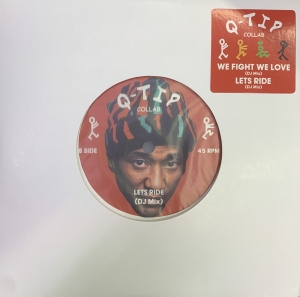 Q-TIP
COLLAB
WE FIGHT WE LOVE
(DJ Mix)
LETS RIDE
(DJ Mix)
Q-TIP
COLLAB
B SIDE
45 RPM
LETS RIDE
(DJ Mix)